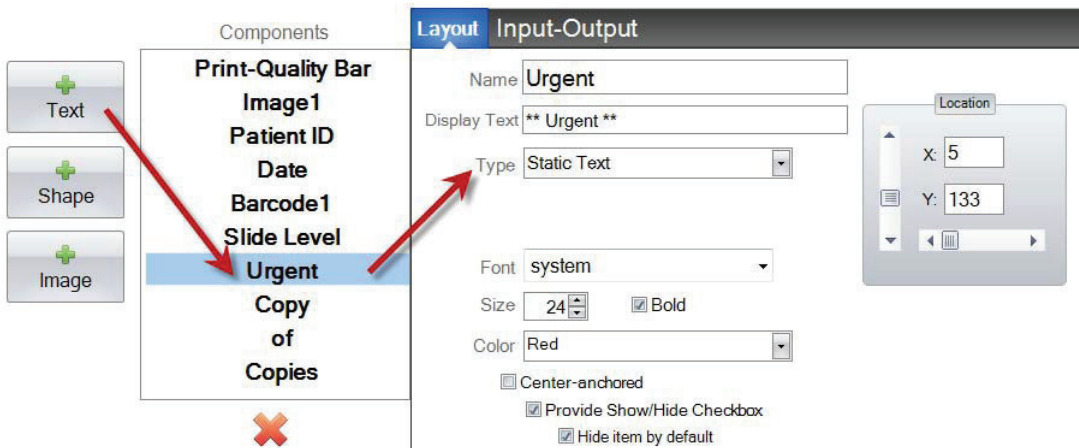 Components
Text
Shape
Image
Print-Quality Bar
Image1
Patient ID
Date
Barcode1
Slide Level
Urgent
Copy
of
Copies
Layout Input-Output
Name Urgent
Display Text ** Urgent **
Type Static Text
Font system
Size 24 Bold
Color Red
Center-anchored
Provide Show/Hide Checkbox
Hide item by default
Location
X: 5
Y: 133